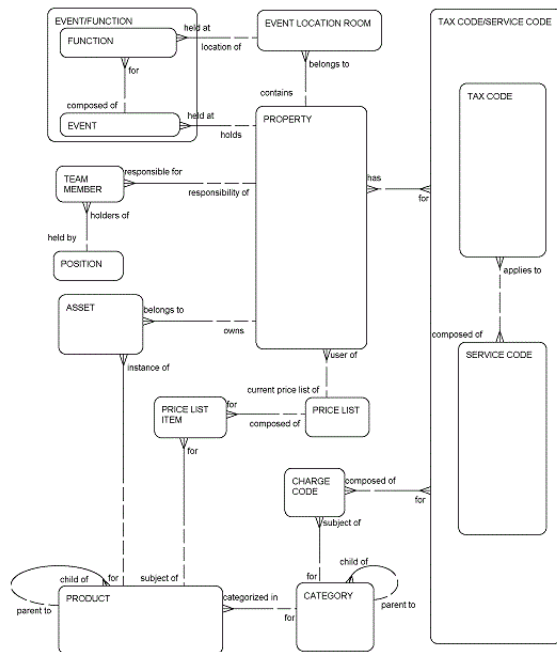 EVENT/FUNCTION
FUNCTION
held at
location of
EVENT LOCATION ROOM
TAX CODE/SERVICE CODE
for
belongs to
composed of
contains
EVENT
held at
holds
PROPERTY
TAX CODE
TEAM
MEMBER
responsible for
responsibility of
has
for
holders of
held by
POSITION
applies to
ASSET
belongs to
owns
composed of
SERVICE CODE
instance of
user of
current price list of
PRICE LIST
ITEM
for
composed of
PRICE LIST
for
CHARGE
CODE
composed of
for
subject of
child of
for
subject of
parent to
PRODUCT
categorized in
for
for
CATEGORY
child of
parent to